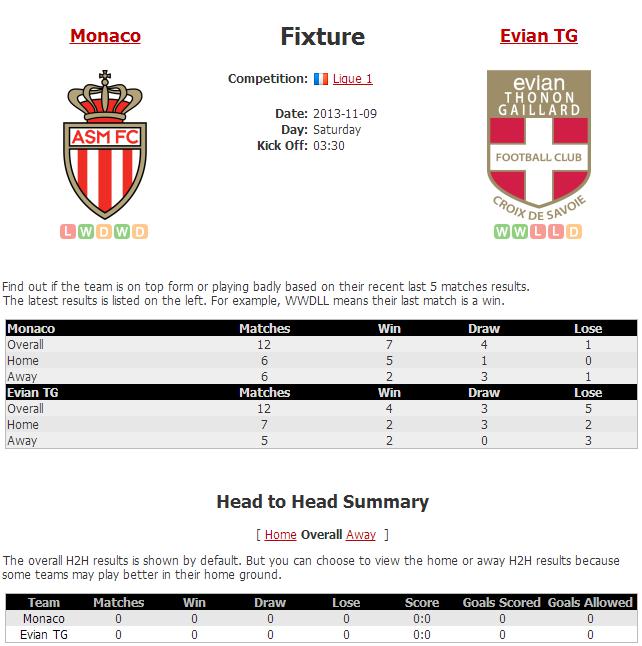 Monaco
Fixture
Evian TG
ASM FC
Competition: Ligue 1
Date: 2013-11-09
Day: Saturday
Kick Off: 03:30
evian
THONON
GAILLARD
FOOTBALL CLUB
CROIX DE SAVOIE
L W D W D
W W L L D
Find out if the team is on top form or playing badly based on their recent last 5 matches results.
The latest results is listed on the left. For example, WWDLL means their last match is a win.
Monaco Matches Win Draw Lose
Overall 12 7 4 1
Home 6 5 1 0
Away 6 2 3 1
Evian TG Matches Win Draw Lose
Overall 12 4 3 5
Home 7 2 3 2
Away 5 2 0 3
Head to Head Summary
[ Home Overall Away ]
The overall H2H results is shown by default. But you can choose to view the home or away H2H results because
some teams may play better in their home ground.
Team Matches Win Draw Lose Score Goals Scored Goals Allowed
Monaco 0 0 0 0 0:0 0 0
Evian TG 0 0 0 0 0:0 0 0